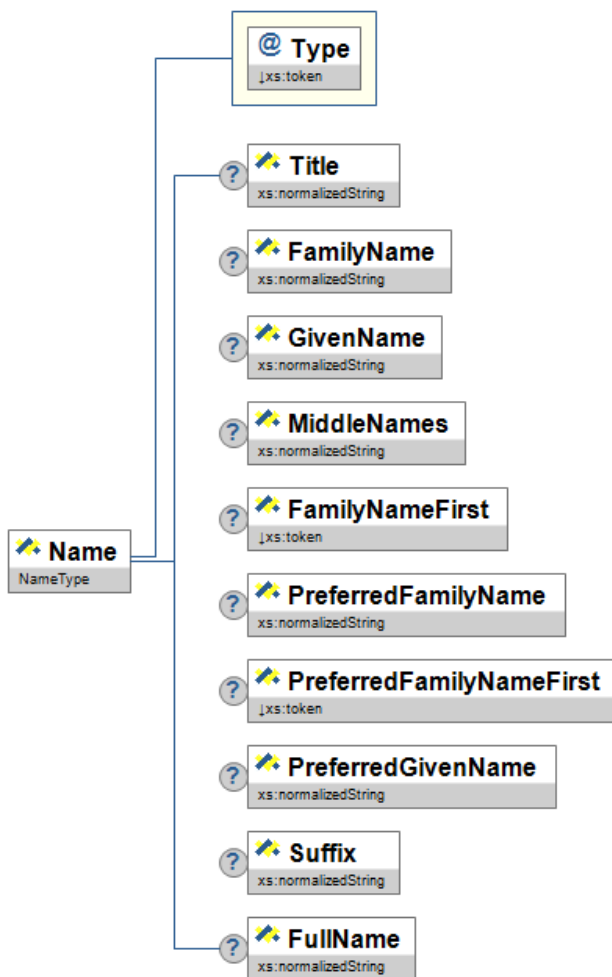 @ Type
↓xs:token
? Title
xs:normalizedString
? FamilyName
xs:normalizedString
? GivenName
xs:normalizedString
? MiddleNames
xs:normalizedString
? FamilyNameFirst
↓xs:token
Name
NameType
? PreferredFamilyName
xs:normalizedString
? PreferredFamilyNameFirst
↓xs:token
? PreferredGivenName
xs:normalizedString
? Suffix
xs:normalizedString
? FullName
xs:normalizedString